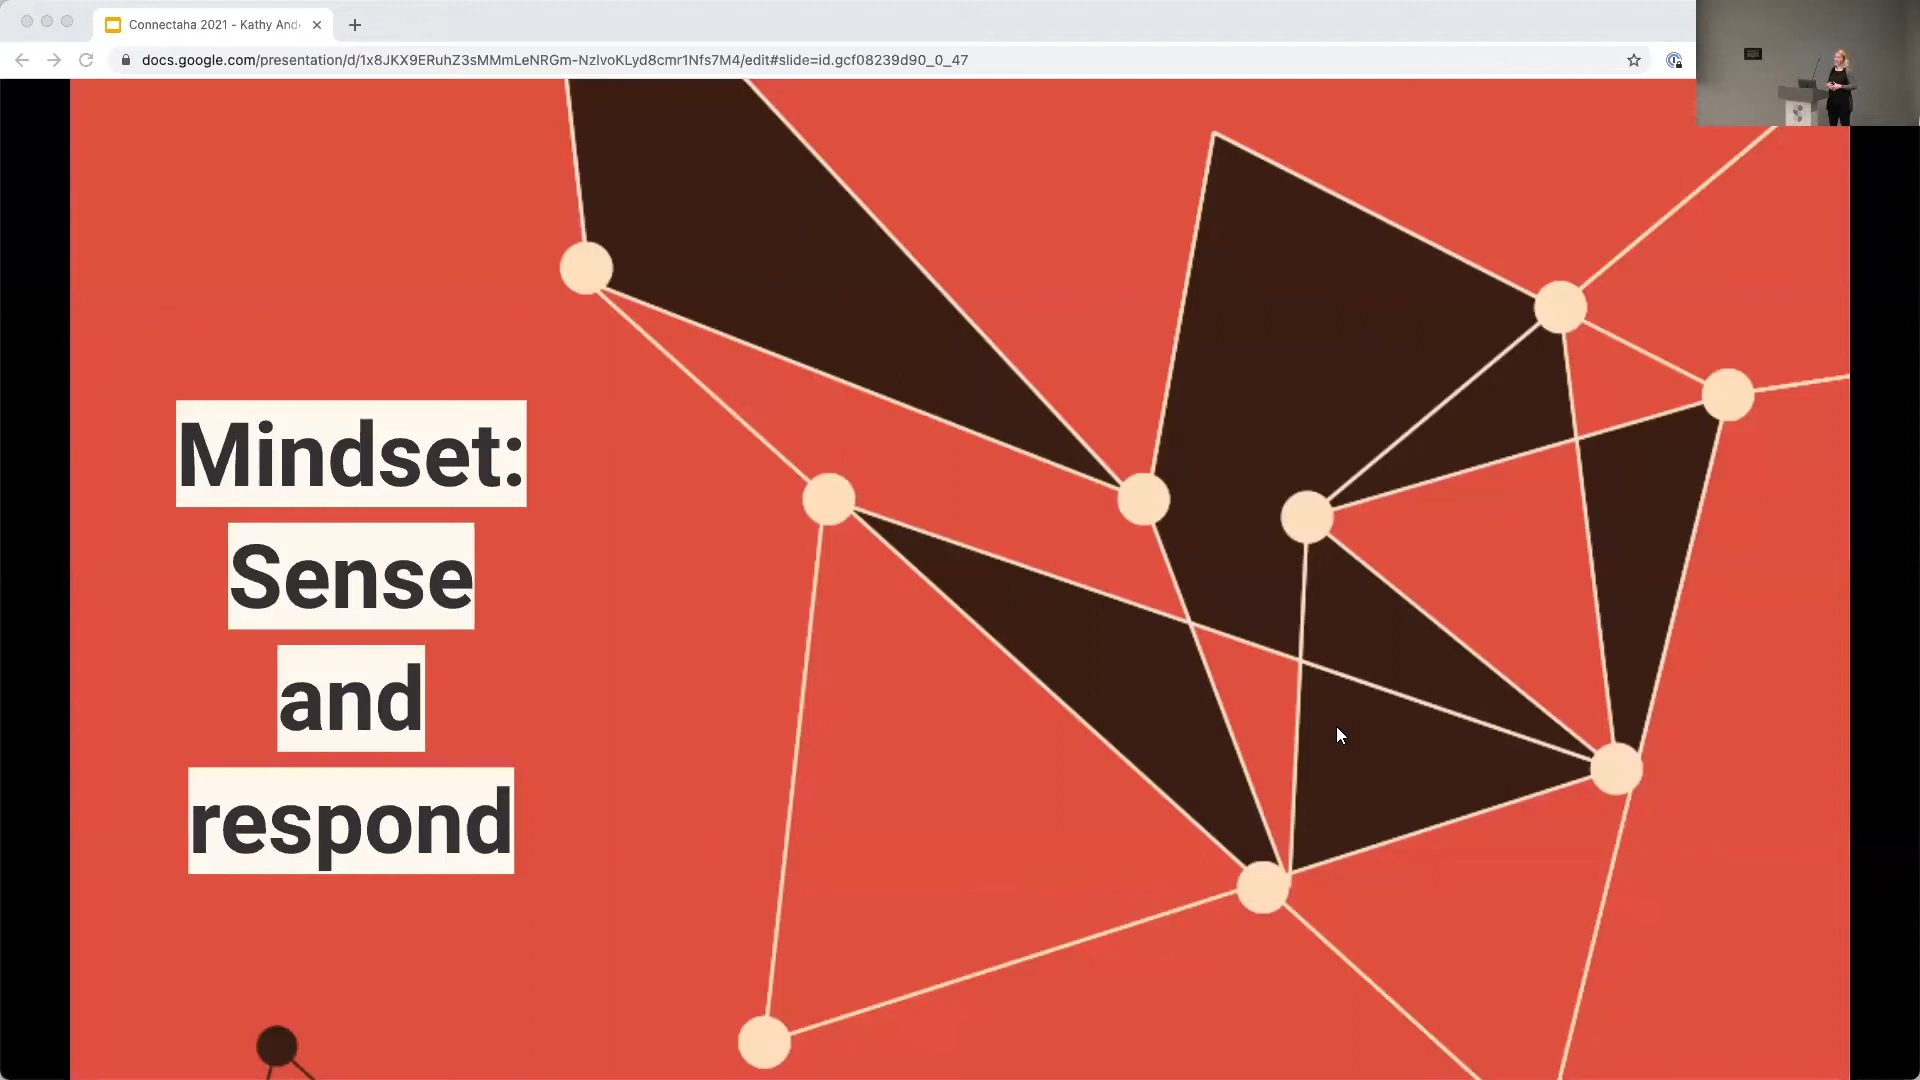 Connectaha 2021 - Kathy And
docs.google.com/presentation/d/1x8JKX9ERuhZ3sMMmLeNRGm-NzlvoKLyd8cmr1Nfs7M4/edit#slide=id.gcf08239d90_0_47
Mindset:
Sense
and
respond